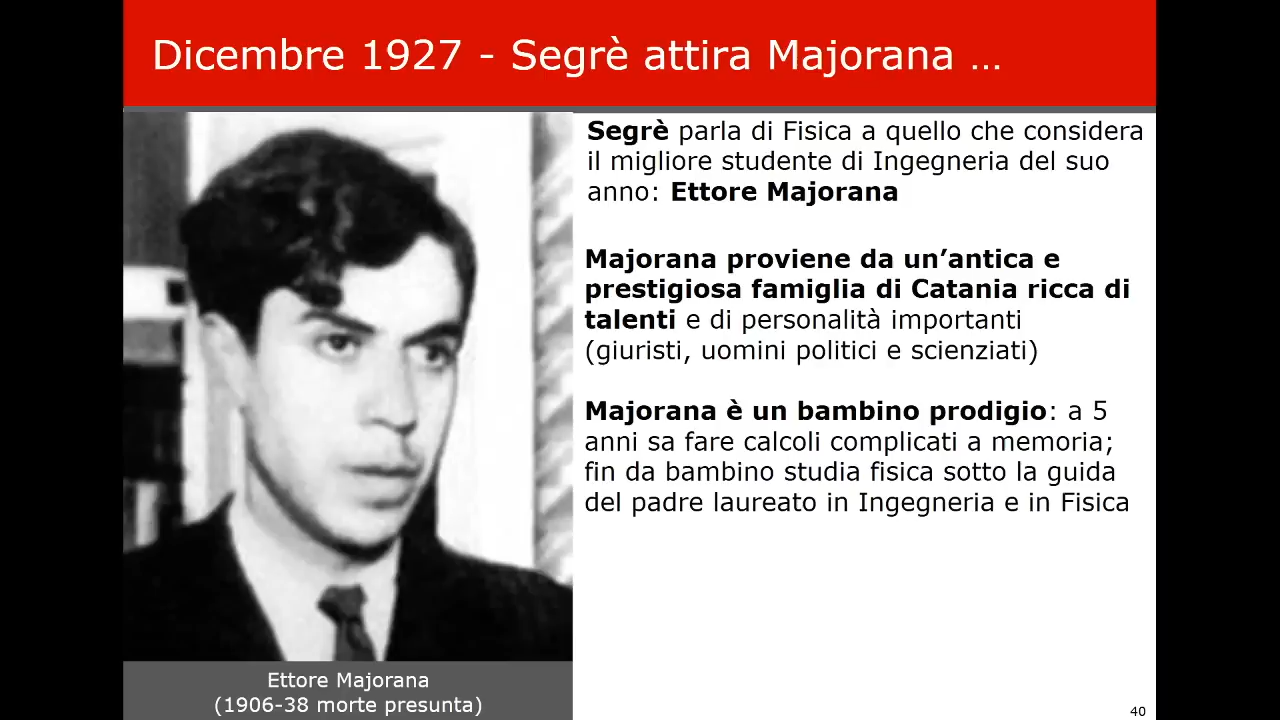 Dicembre 1927 - Segrè attira Majorana …
Segrè parla di Fisica a quello che considera
il migliore studente di Ingegneria del suo
anno: Ettore Majorana
Majorana proviene da un’antica e
prestigiosa famiglia di Catania ricca di
talenti e di personalità importanti
(giuristi, uomini politici e scienziati)
Majorana è un bambino prodigio: a 5
anni sa fare calcoli complicati a memoria;
fin da bambino studia fisica sotto la guida
del padre laureato in Ingegneria e in Fisica
Ettore Majorana
(1906-38 morte presunta)
40